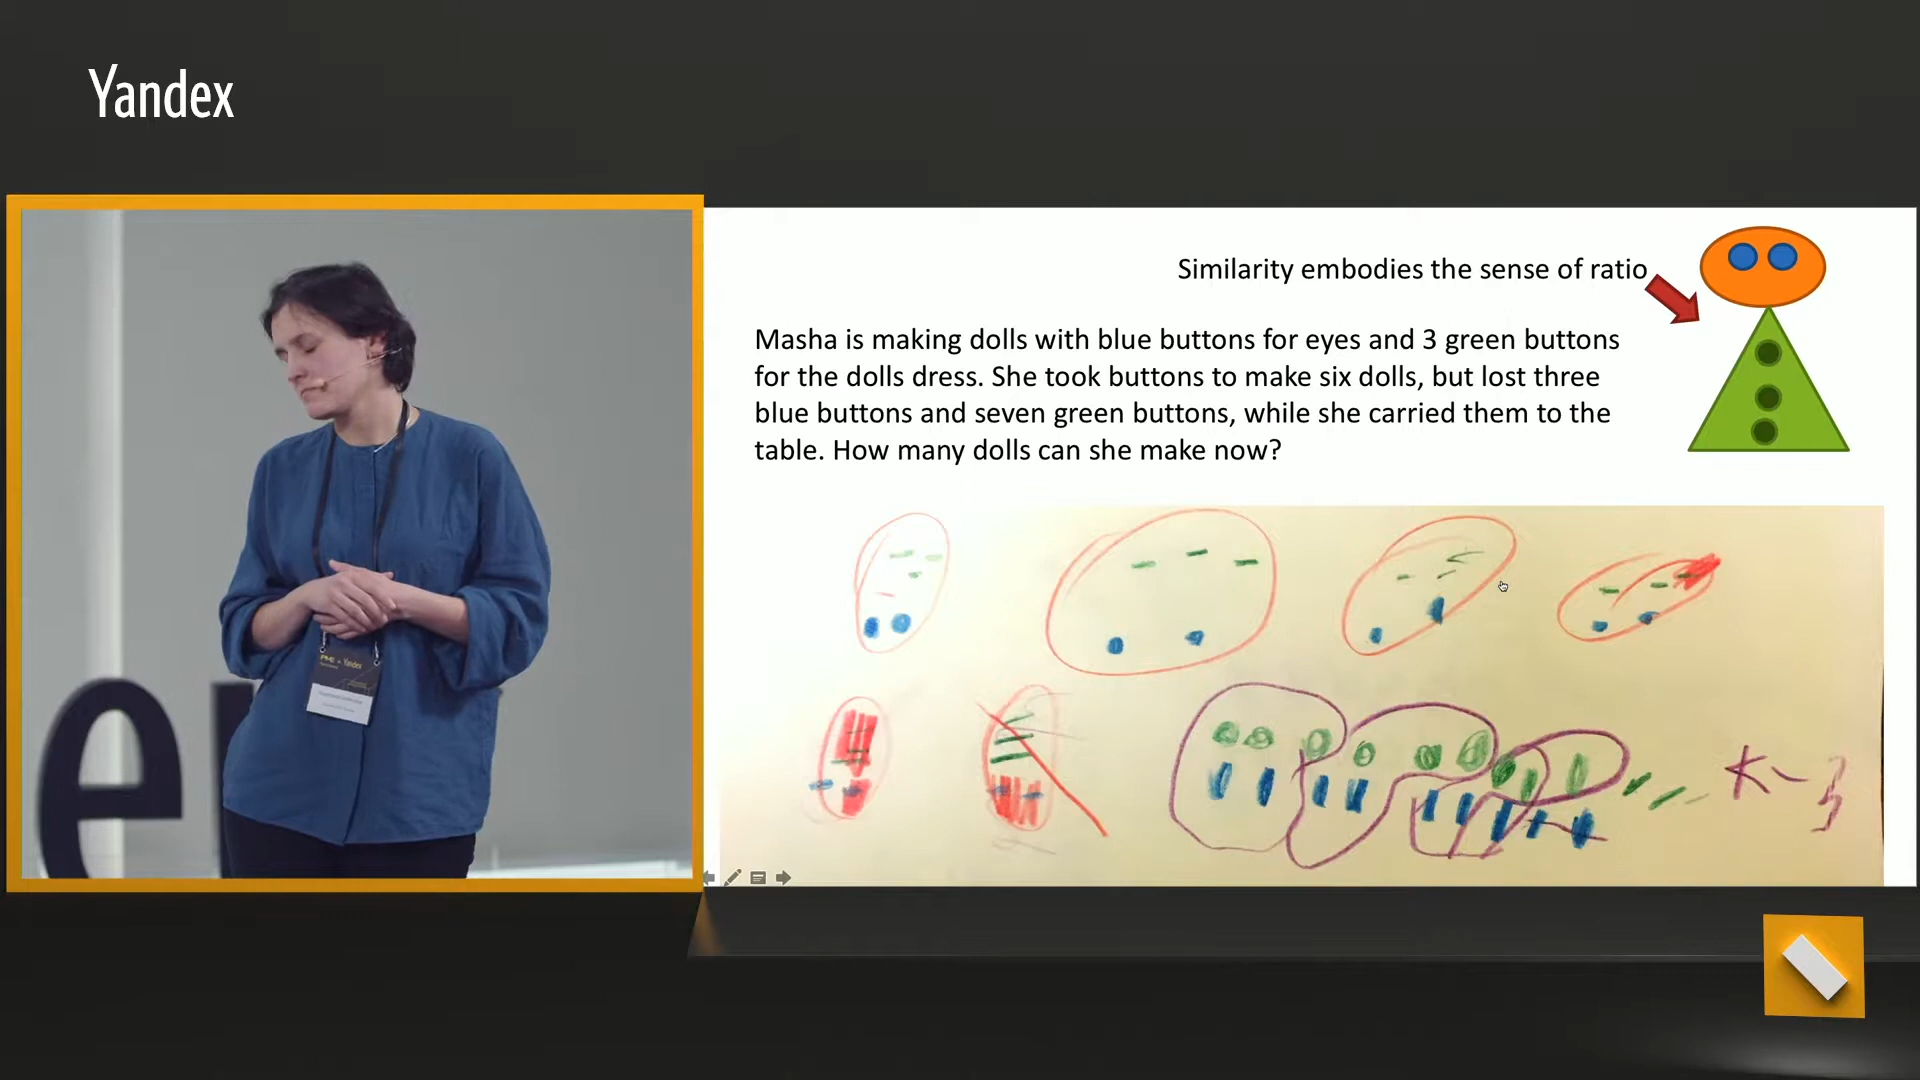 Yandex
Similarity embodies the sense of ratio
Masha is making dolls with blue buttons for eyes and 3 green buttons
for the dolls dress. She took buttons to make six dolls, but lost three
blue buttons and seven green buttons, while she carried them to the
table. How many dolls can she make now?
er
Yandex